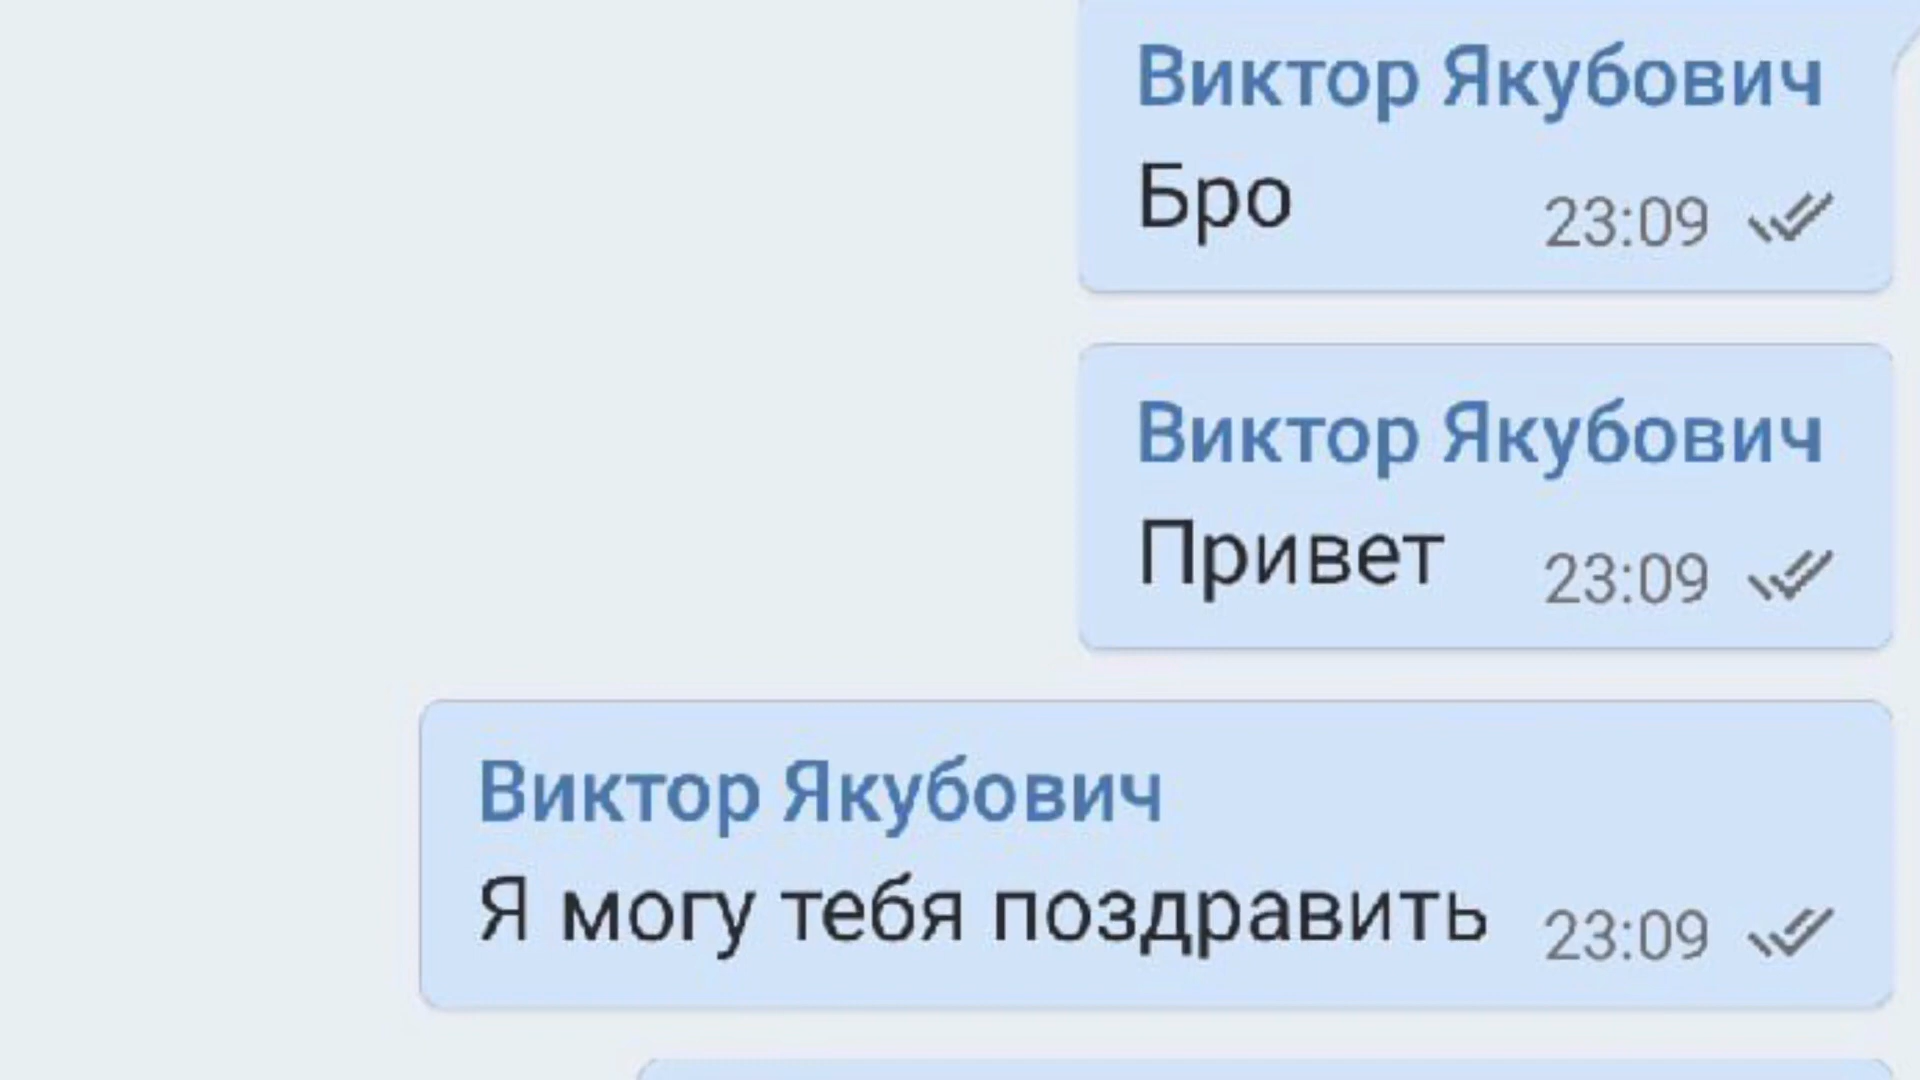 Виктор Якубович
Бро 23:09
Виктор Якубович
Привет 23:09
Виктор Якубович
Я могу тебя поздравить 23:09